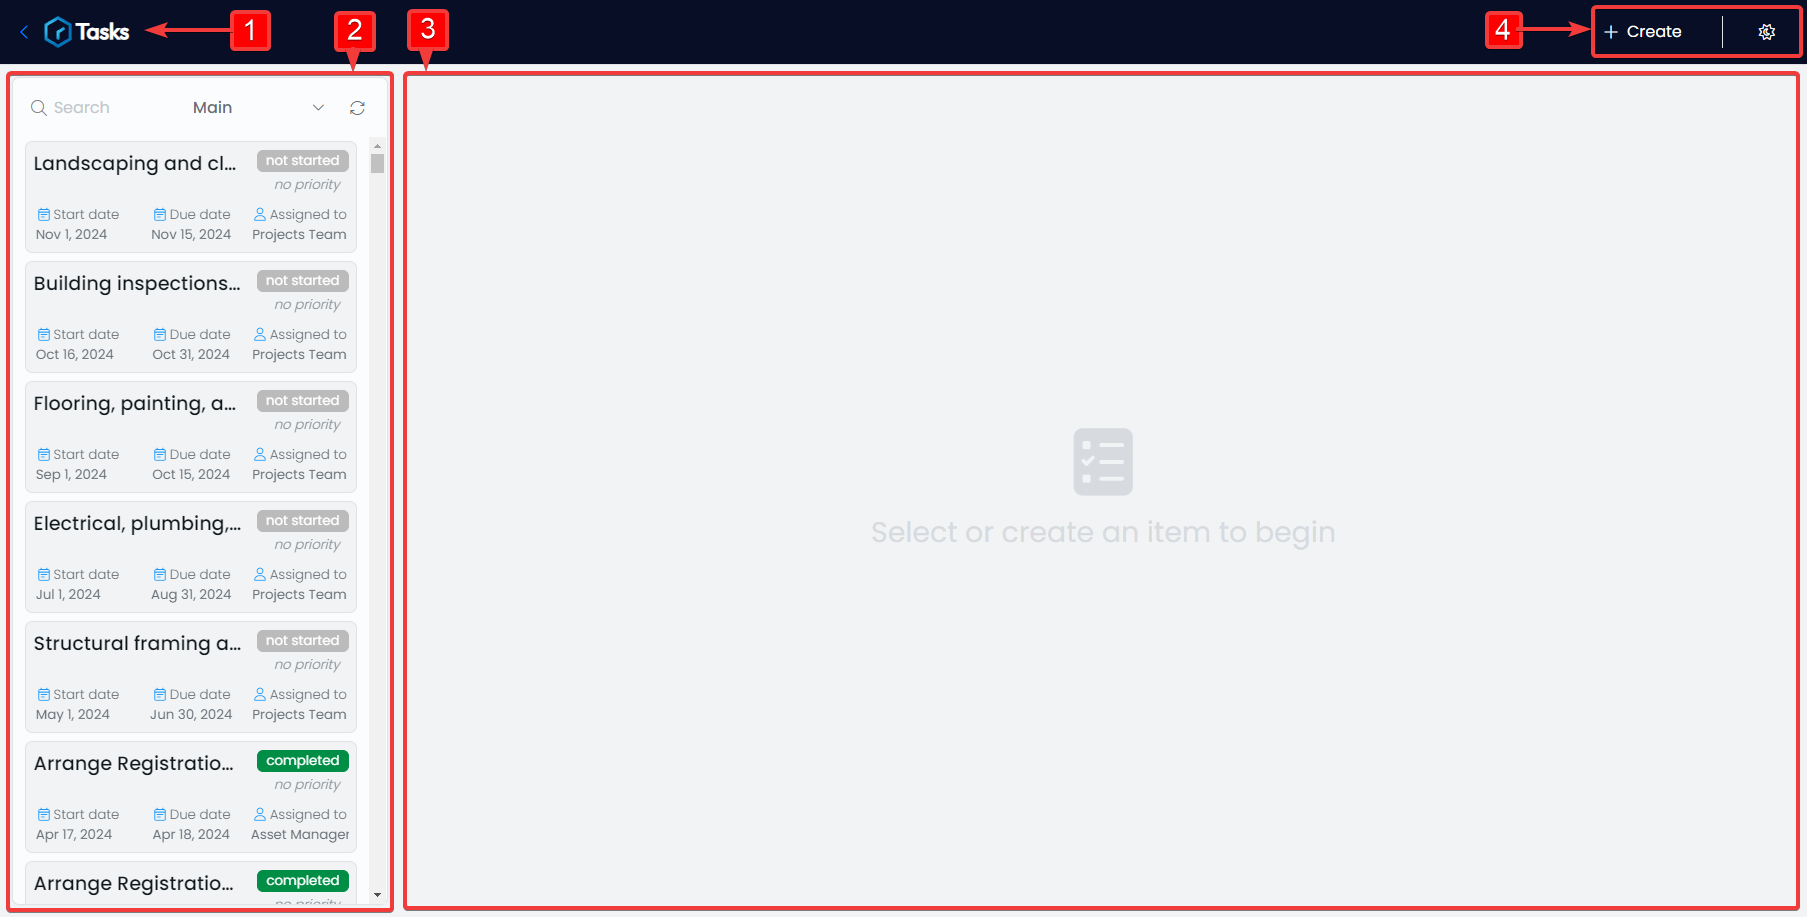 Tasks
1
2
3
4
Create
Search
Main
Landscaping and cl...
not started
no priority
Start date
Due date
Assigned to
Nov 1, 2024
Nov 15, 2024
Projects Team
Building inspections...
not started
no priority
Start date
Due date
Assigned to
Oct 16, 2024
Oct 31, 2024
Projects Team
Flooring, painting, a...
not started
no priority
Start date
Due date
Assigned to
Sep 1, 2024
Oct 15, 2024
Projects Team
Electrical, plumbing,...
not started
no priority
Start date
Due date
Assigned to
Jul 1, 2024
Aug 31, 2024
Projects Team
Structural framing a...
not started
no priority
Start date
Due date
Assigned to
May 1, 2024
Jun 30, 2024
Projects Team
Arrange Registratio...
completed
no priority
Start date
Due date
Assigned to
Apr 17, 2024
Apr 18, 2024
Asset Manager
Arrange Registratio...
completed
no priority
Select or create an item to begin